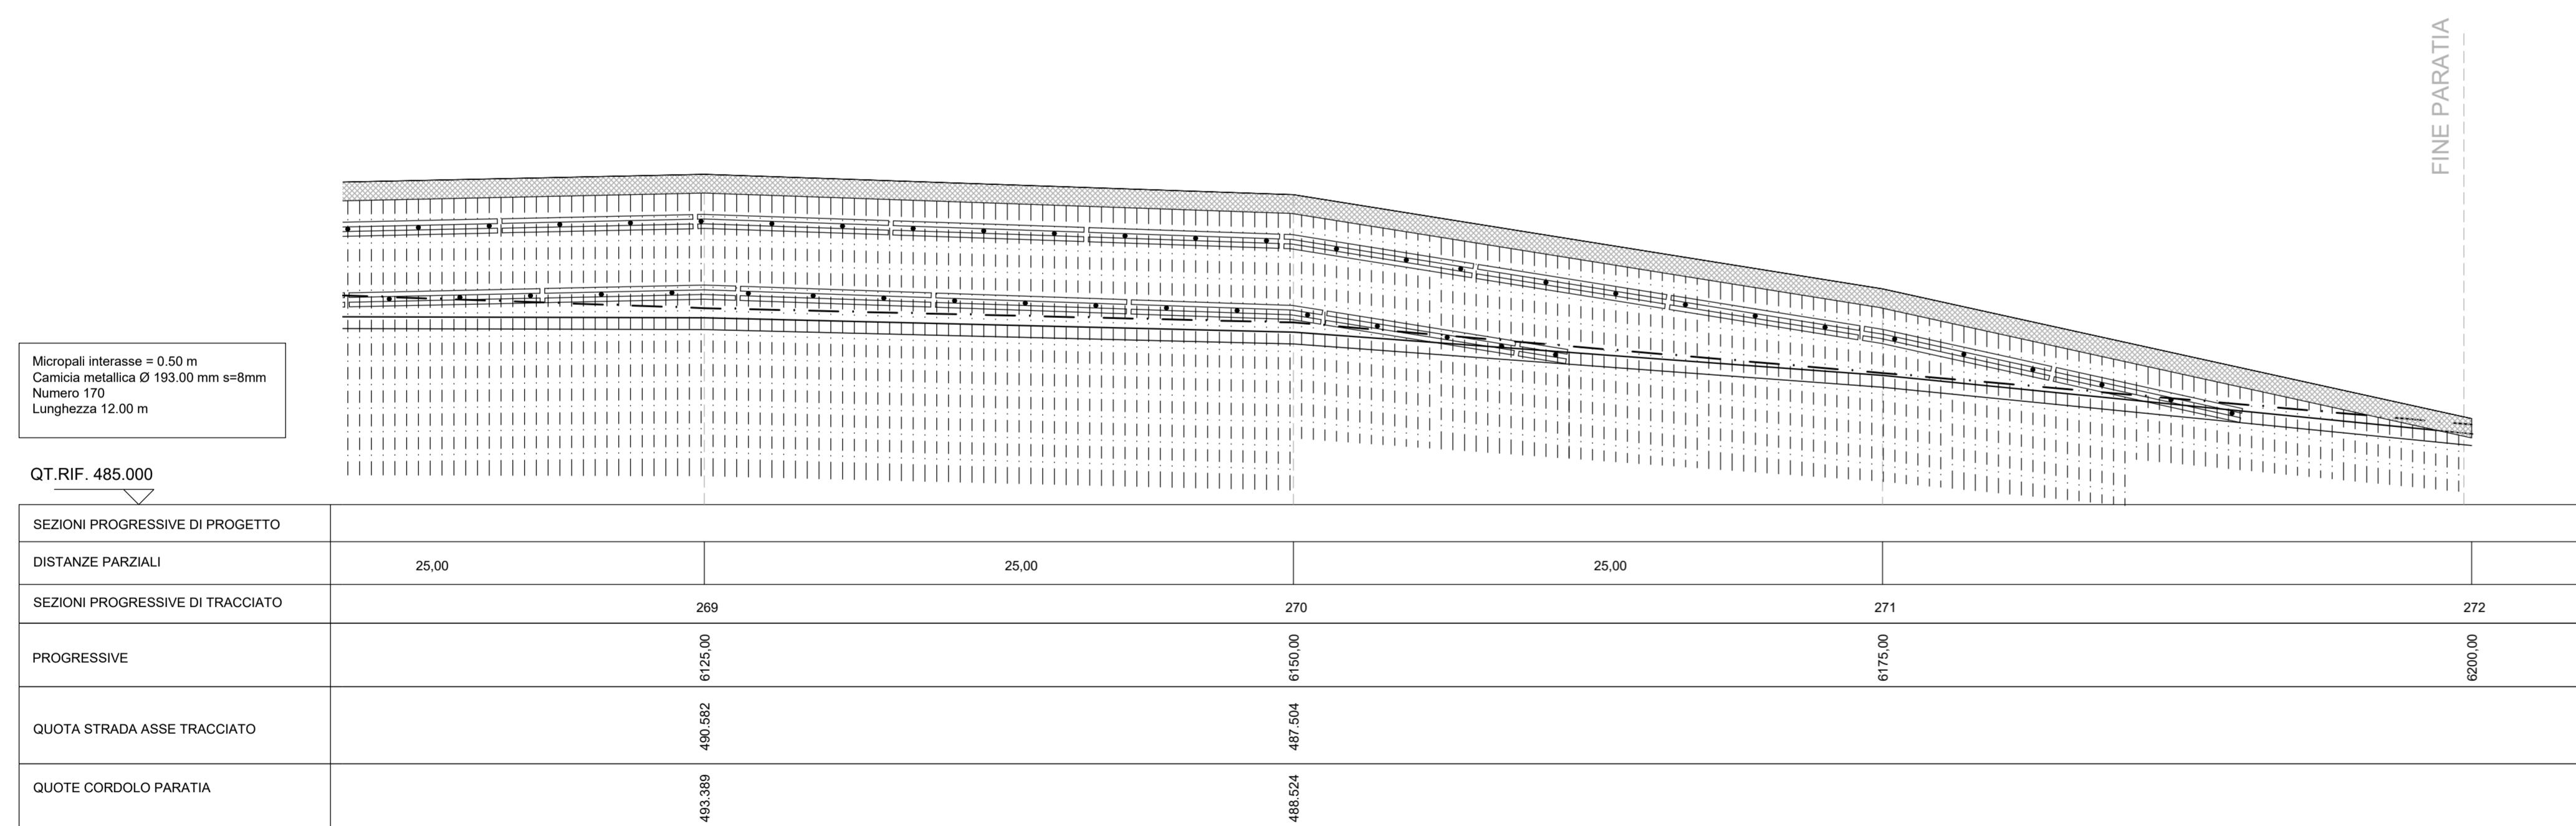 FINE PARATIA
Micropali interasse = 0.50 m
Camicia metallica Ø 193.00 mm s=8mm
Numero 170
Lunghezza 12.00 m
QT.RIF. 485.000
SEZIONI PROGRESSIVE DI PROGETTO
DISTANZE PARZIALI 25,00 25,00 25,00
SEZIONI PROGRESSIVE DI TRACCIATO 269 270 271 272
PROGRESSIVE 6125,00 6150,00 6175,00 6200,00
QUOTA STRADA ASSE TRACCIATO 490.582 487.504
QUOTE CORDOLO PARATIA 493.389 488.524